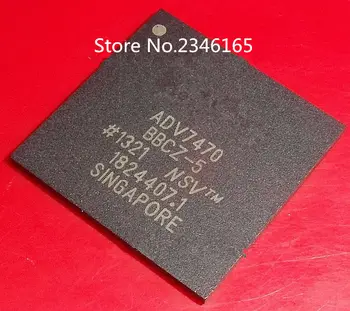 Store No.2346165
ADV7470
BBCZ-5
#1321 NSV™
1824407.1
SINGAPORE